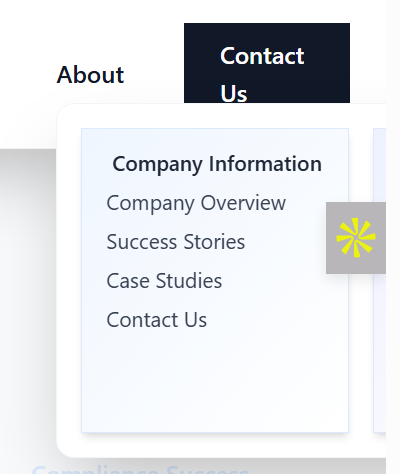 About
Contact
Us
Company Information
Company Overview
Success Stories
Case Studies
Contact Us
Compliance Success